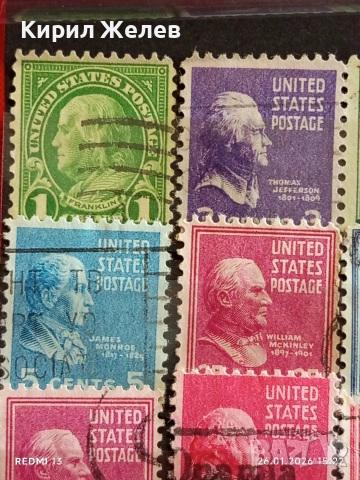 Кирил Желев
UNITED STATES POSTAGE
1
FRANKLIN
1
UNITED
STATES
POSTAGE
THOMAS
JEFFERSON
1801-1809
3
3
UNITED
STATES
POSTAGE
JAMES
MONROE
1817-1825
5 CENTS 5
UNITED
STATES
POSTAGE
WILLIAM
McKINLEY
1897-1901
UNITED
STATES
POSTAGE
UNITED
STATES
POSTAGE
REDMI 13
26.01.2026 15:22